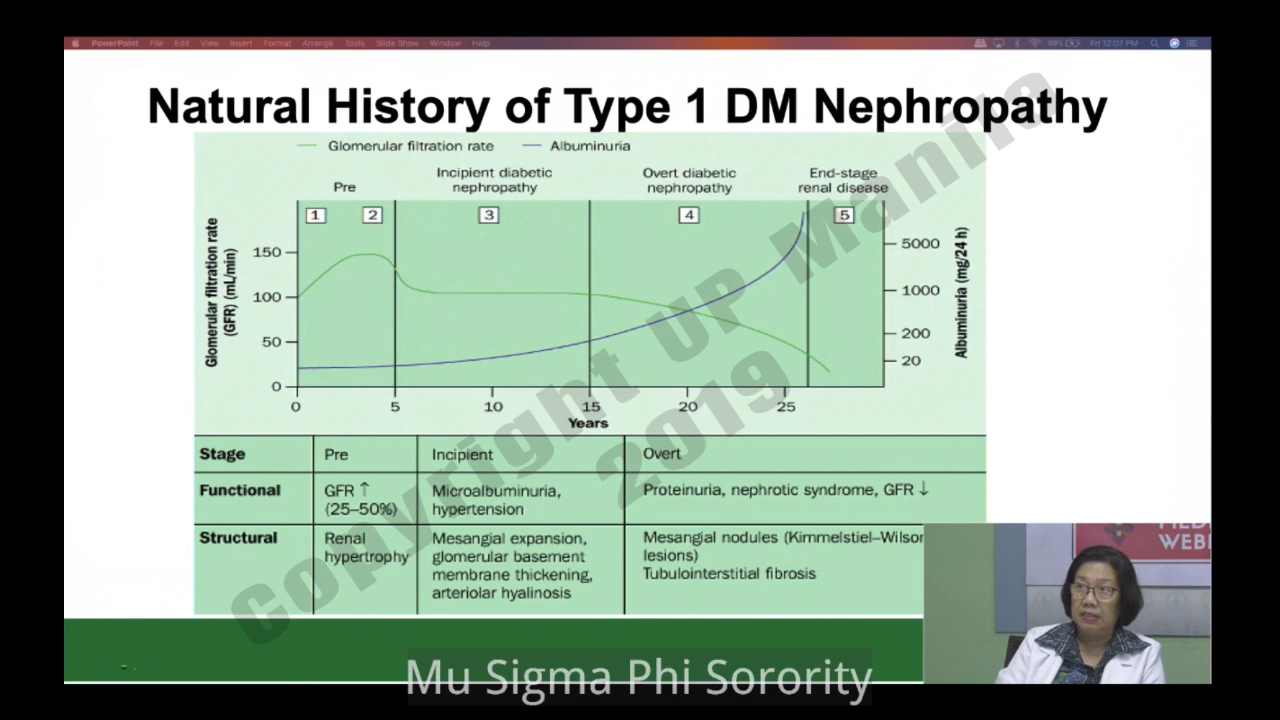 PowerPoint File Edit View Insert Format Arrange Tools Slide Show Window Help 89% Fri 12:07 PM
Natural History of Type 1 DM Nephropathy
Glomerular filtration rate Albuminuria
Pre
Incipient diabetic
nephropathy
Overt diabetic
nephropathy
End-stage
renal disease
1 2 3 4 5
Glomerular filtration rate
(GFR) (mL/min)
150
100
50
0
5000
1000
200
20
Albuminuria (mg/24 h)
0 5 10 15 20 25
Years
Stage Pre Incipient Overt
Functional
GFR ↑
(25–50%)
Microalbuminuria,
hypertension
Proteinuria, nephrotic syndrome, GFR ↓
Structural
Renal
hypertrophy
Mesangial expansion,
glomerular basement
membrane thickening,
arteriolar hyalinosis
Mesangial nodules (Kimmelstiel–Wilson
lesions)
Tubulointerstitial fibrosis
Copyright UP Manila
2019
WEBI
Mu Sigma Phi Sorority